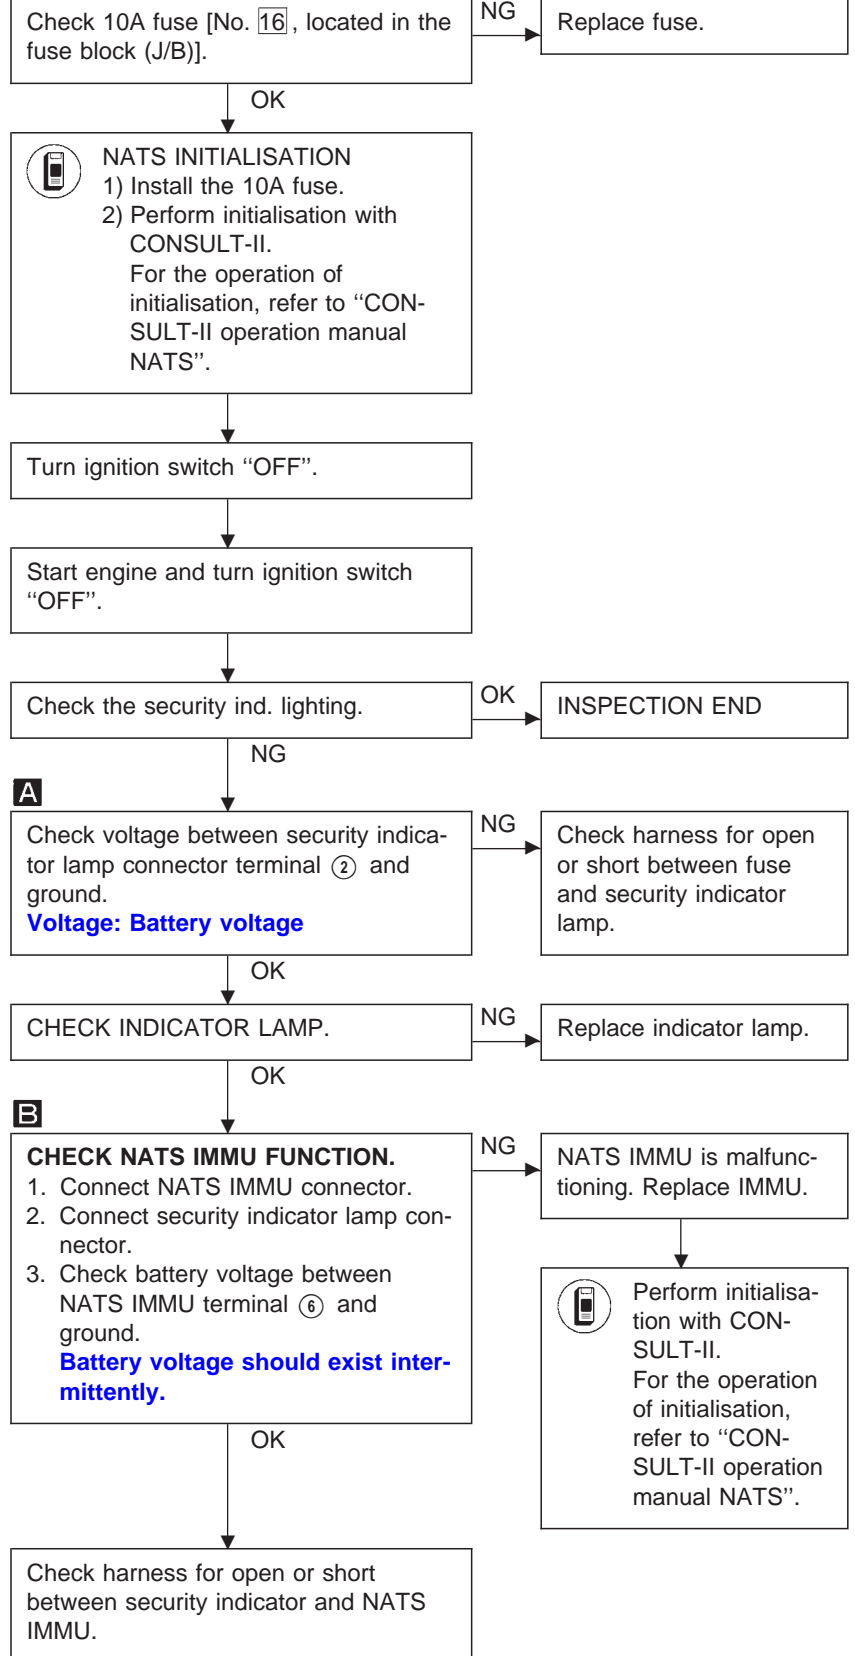 Check 10A fuse [No. 16, located in the
fuse block (J/B)].
NG
Replace fuse.
OK
NATS INITIALISATION
1) Install the 10A fuse.
2) Perform initialisation with
CONSULT-II.
For the operation of
initialisation, refer to ‘‘CON-
SULT-II operation manual
NATS’’.
Turn ignition switch ‘‘OFF’’.
Start engine and turn ignition switch
‘‘OFF’’.
Check the security ind. lighting.
OK
INSPECTION END
NG
A
Check voltage between security indica-
tor lamp connector terminal ② and
ground.
Voltage: Battery voltage
NG
Check harness for open
or short between fuse
and security indicator
lamp.
OK
CHECK INDICATOR LAMP.
NG
Replace indicator lamp.
OK
B
CHECK NATS IMMU FUNCTION.
1. Connect NATS IMMU connector.
2. Connect security indicator lamp con-
nector.
3. Check battery voltage between
NATS IMMU terminal ⑥ and
ground.
Battery voltage should exist inter-
mittently.
NG
NATS IMMU is malfunc-
tioning. Replace IMMU.
Perform initialisa-
tion with CON-
SULT-II.
For the operation
of initialisation,
refer to ‘‘CON-
SULT-II operation
manual NATS’’.
OK
Check harness for open or short
between security indicator and NATS
IMMU.